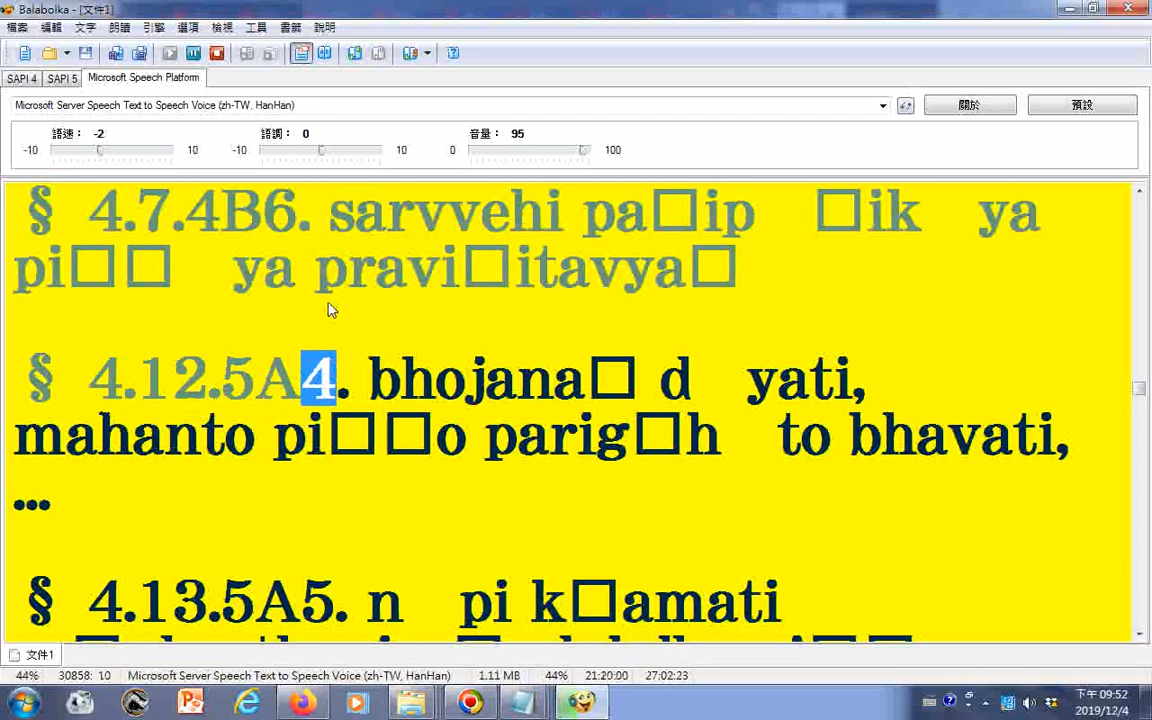 Balabolka - [文件1]
檔案 編輯 文字 朗讀 引擎 選項 檢視 工具 書籤 說明
SAPI 4 SAPI 5 Microsoft Speech Platform
Microsoft Server Speech Text to Speech Voice (zh-TW, HanHan) 關於 預設
語速： -2 語調： 0 音量： 95
-10 10 -10 10 0 100
§ 4.7.4B6. sarvvehi pa□ip □ik ya
pi□□ ya pravi□itavya□
§ 4.12.5A4. bhojana□ d yati,
mahanto pi□□o parig□h to bhavati,
...
§ 4.13.5A5. n pi k□amati
文件1
44% 30858: 10 Microsoft Server Speech Text to Speech Voice (zh-TW, HanHan) 1.11 MB 44% 21:20:00 27;02:23
下午 09:52
2019/12/4